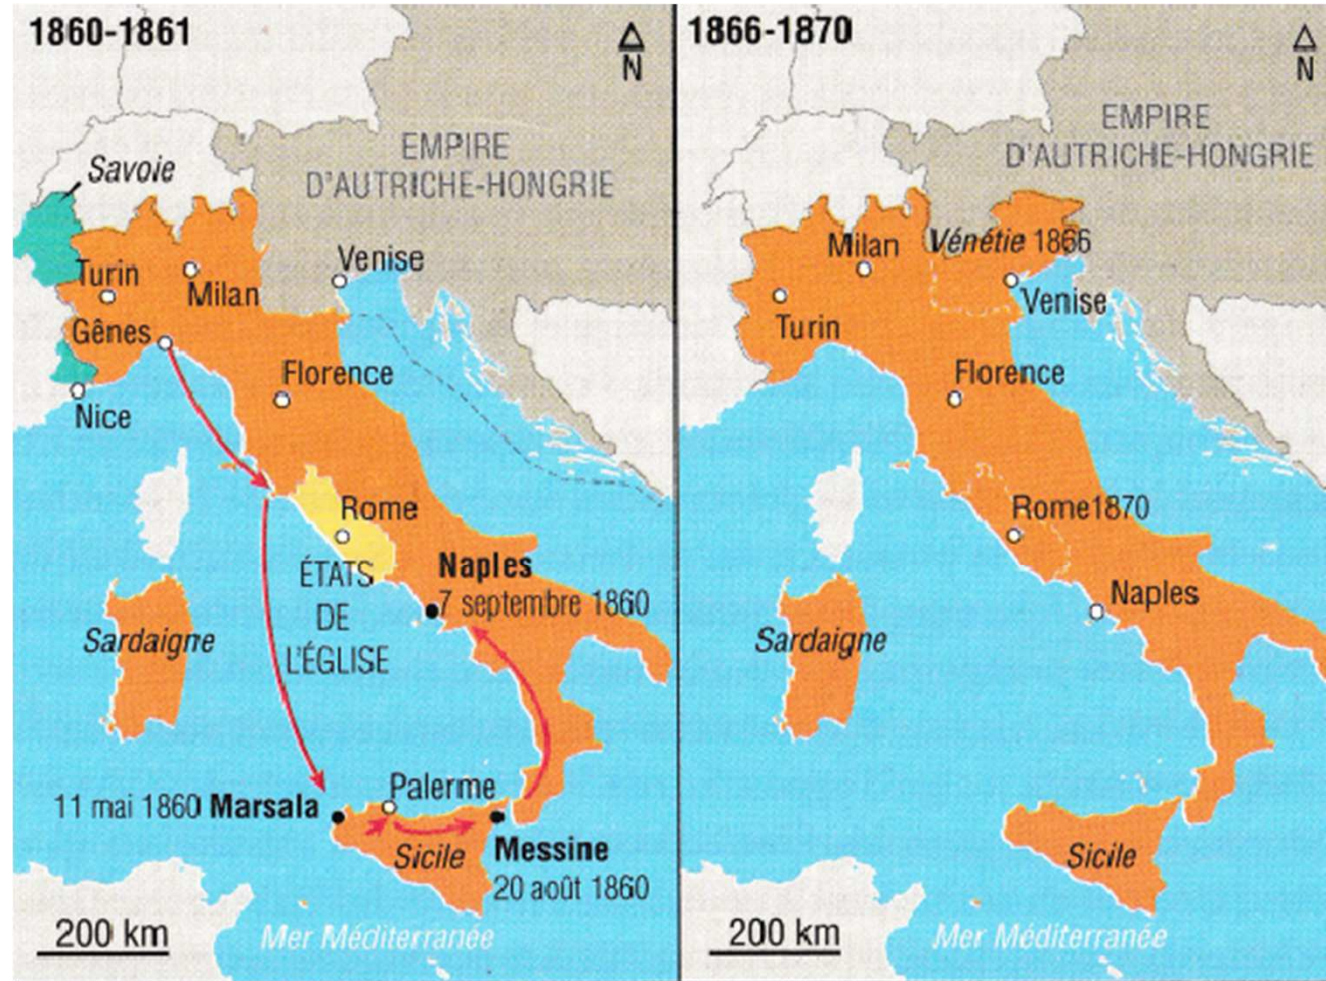 1860-1861
N
EMPIRE
D'AUTRICHE-HONGRIE
Savoie
Venise
Turin
Milan
Gênes
Florence
Nice
Rome
ÉTATS
DE
L'ÉGLISE
Naples
7 septembre 1860
Sardaigne
Palerme
11 mai 1860 Marsala
Sicile
Messine
20 août 1860
200 km
Mer Méditerranée
1866-1870
N
EMPIRE
D'AUTRICHE-HONGRIE
Milan
Vénétie 1866
Venise
Turin
Florence
Rome1870
Naples
Sardaigne
Sicile
200 km
Mer Méditerranée